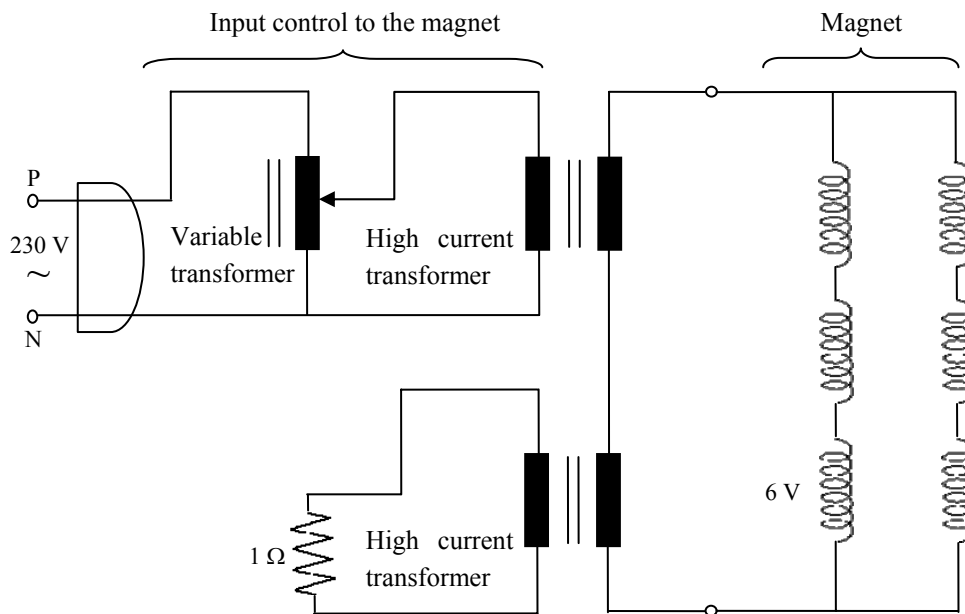 Input control to the magnet
Magnet
P
230 V
~
N
Variable
transformer
High current
transformer
1 Ω
High current
transformer
6 V